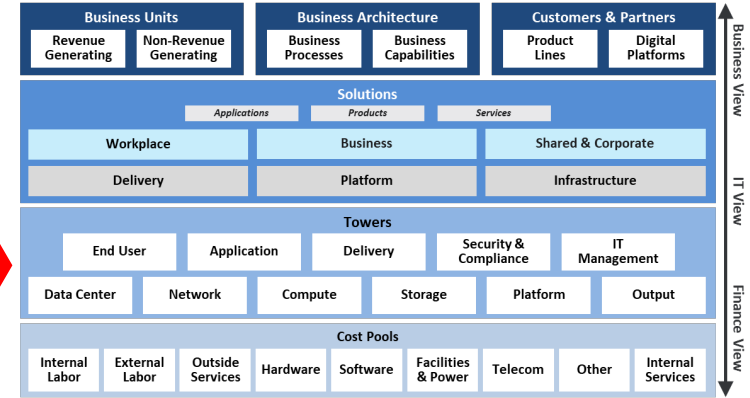 Business Units
Revenue
Generating
Non-Revenue
Generating
Business Architecture
Business
Processes
Business
Capabilities
Customers & Partners
Product
Lines
Digital
Platforms
Solutions
Applications
Products
Services
Workplace
Business
Shared & Corporate
Delivery
Platform
Infrastructure
Towers
End User
Application
Delivery
Security &
Compliance
IT
Management
Data Center
Network
Compute
Storage
Platform
Output
Cost Pools
Internal
Labor
External
Labor
Outside
Services
Hardware
Software
Facilities
& Power
Telecom
Other
Internal
Services
Business View
IT View
Finance View